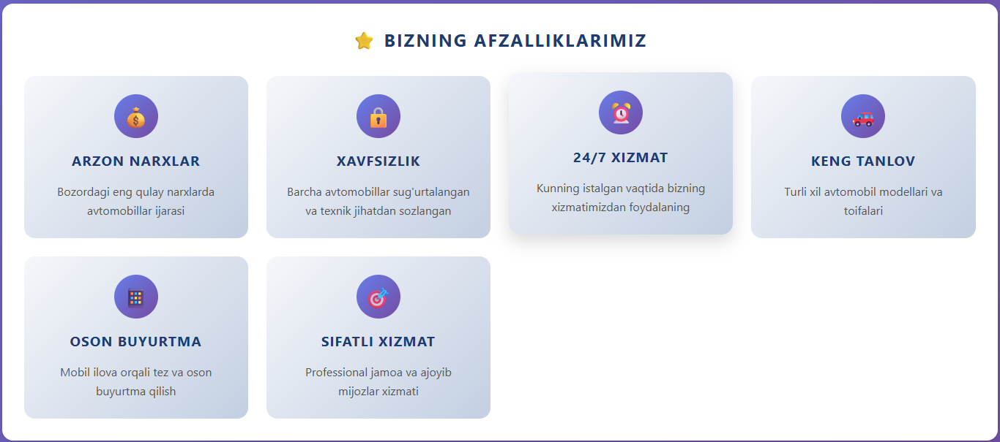 ⭐ BIZNING AFZALLIKLARIMIZ
ARZON NARXLAR
Bozordagi eng qulay narxlarda
avtomobillar ijarasi
XAVFSIZLIK
Barcha avtomobillar sug'urtalangan
va texnik jihatdan sozlangan
24/7 XIZMAT
Kunning istalgan vaqtida bizning
xizmatimizdan foydalaning
KENG TANLOV
Turli xil avtomobil modellari va
toifalari
OSON BUYURTMA
Mobil ilova orqali tez va oson
buyurtma qilish
SIFATLI XIZMAT
Professional jamoa va ajoyib
mijozlar xizmati